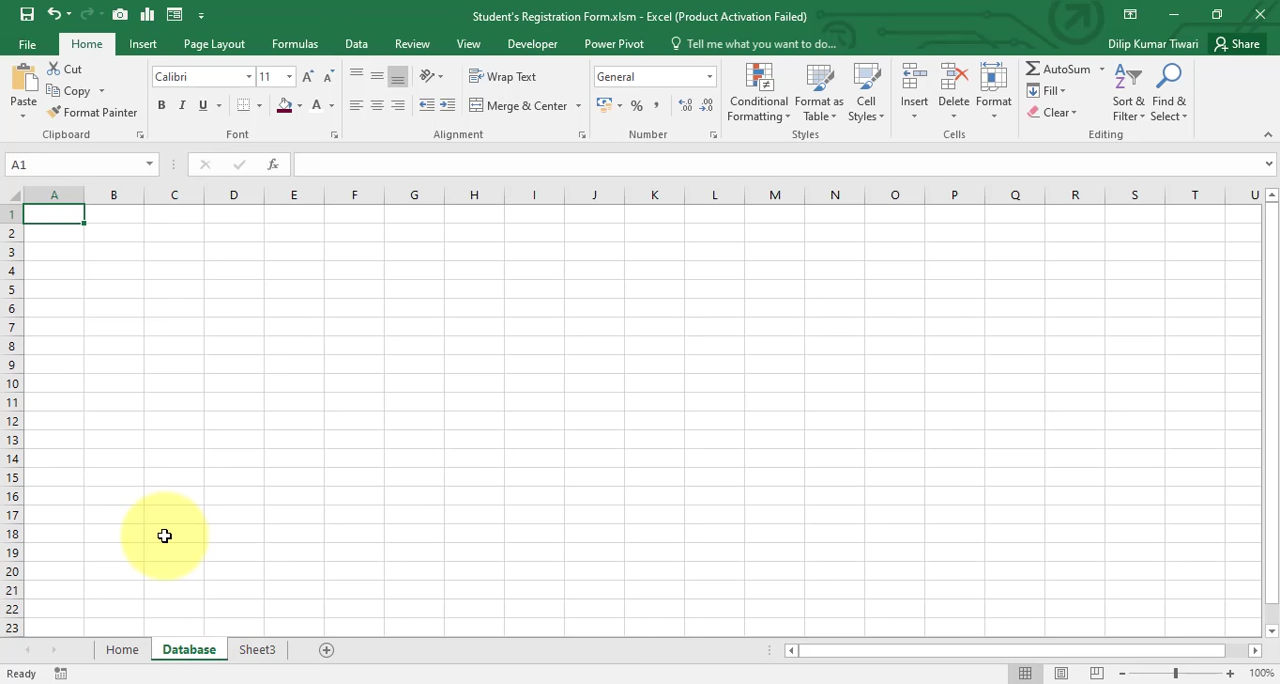 Student's Registration Form.xlsm - Excel (Product Activation Failed)
File Home Insert Page Layout Formulas Data Review View Developer Power Pivot Tell me what you want to do... Dilip Kumar Tiwari Share
Paste
Cut
Copy
Format Painter
Clipboard
Calibri 11
B I U A
Font
Wrap Text
Merge & Center
Alignment
General
% ,
Number
Conditional Formatting
Format as Table
Cell Styles
Styles
Insert Delete Format
Cells
AutoSum
Fill
Clear
Sort & Filter
Find & Select
Editing
A1 fx
A B C D E F G H I J K L M N O P Q R S T U
1
2
3
4
5
6
7
8
9
10
11
12
13
14
15
16
17
18
19
20
21
22
23
Home Database Sheet3
Ready 100%